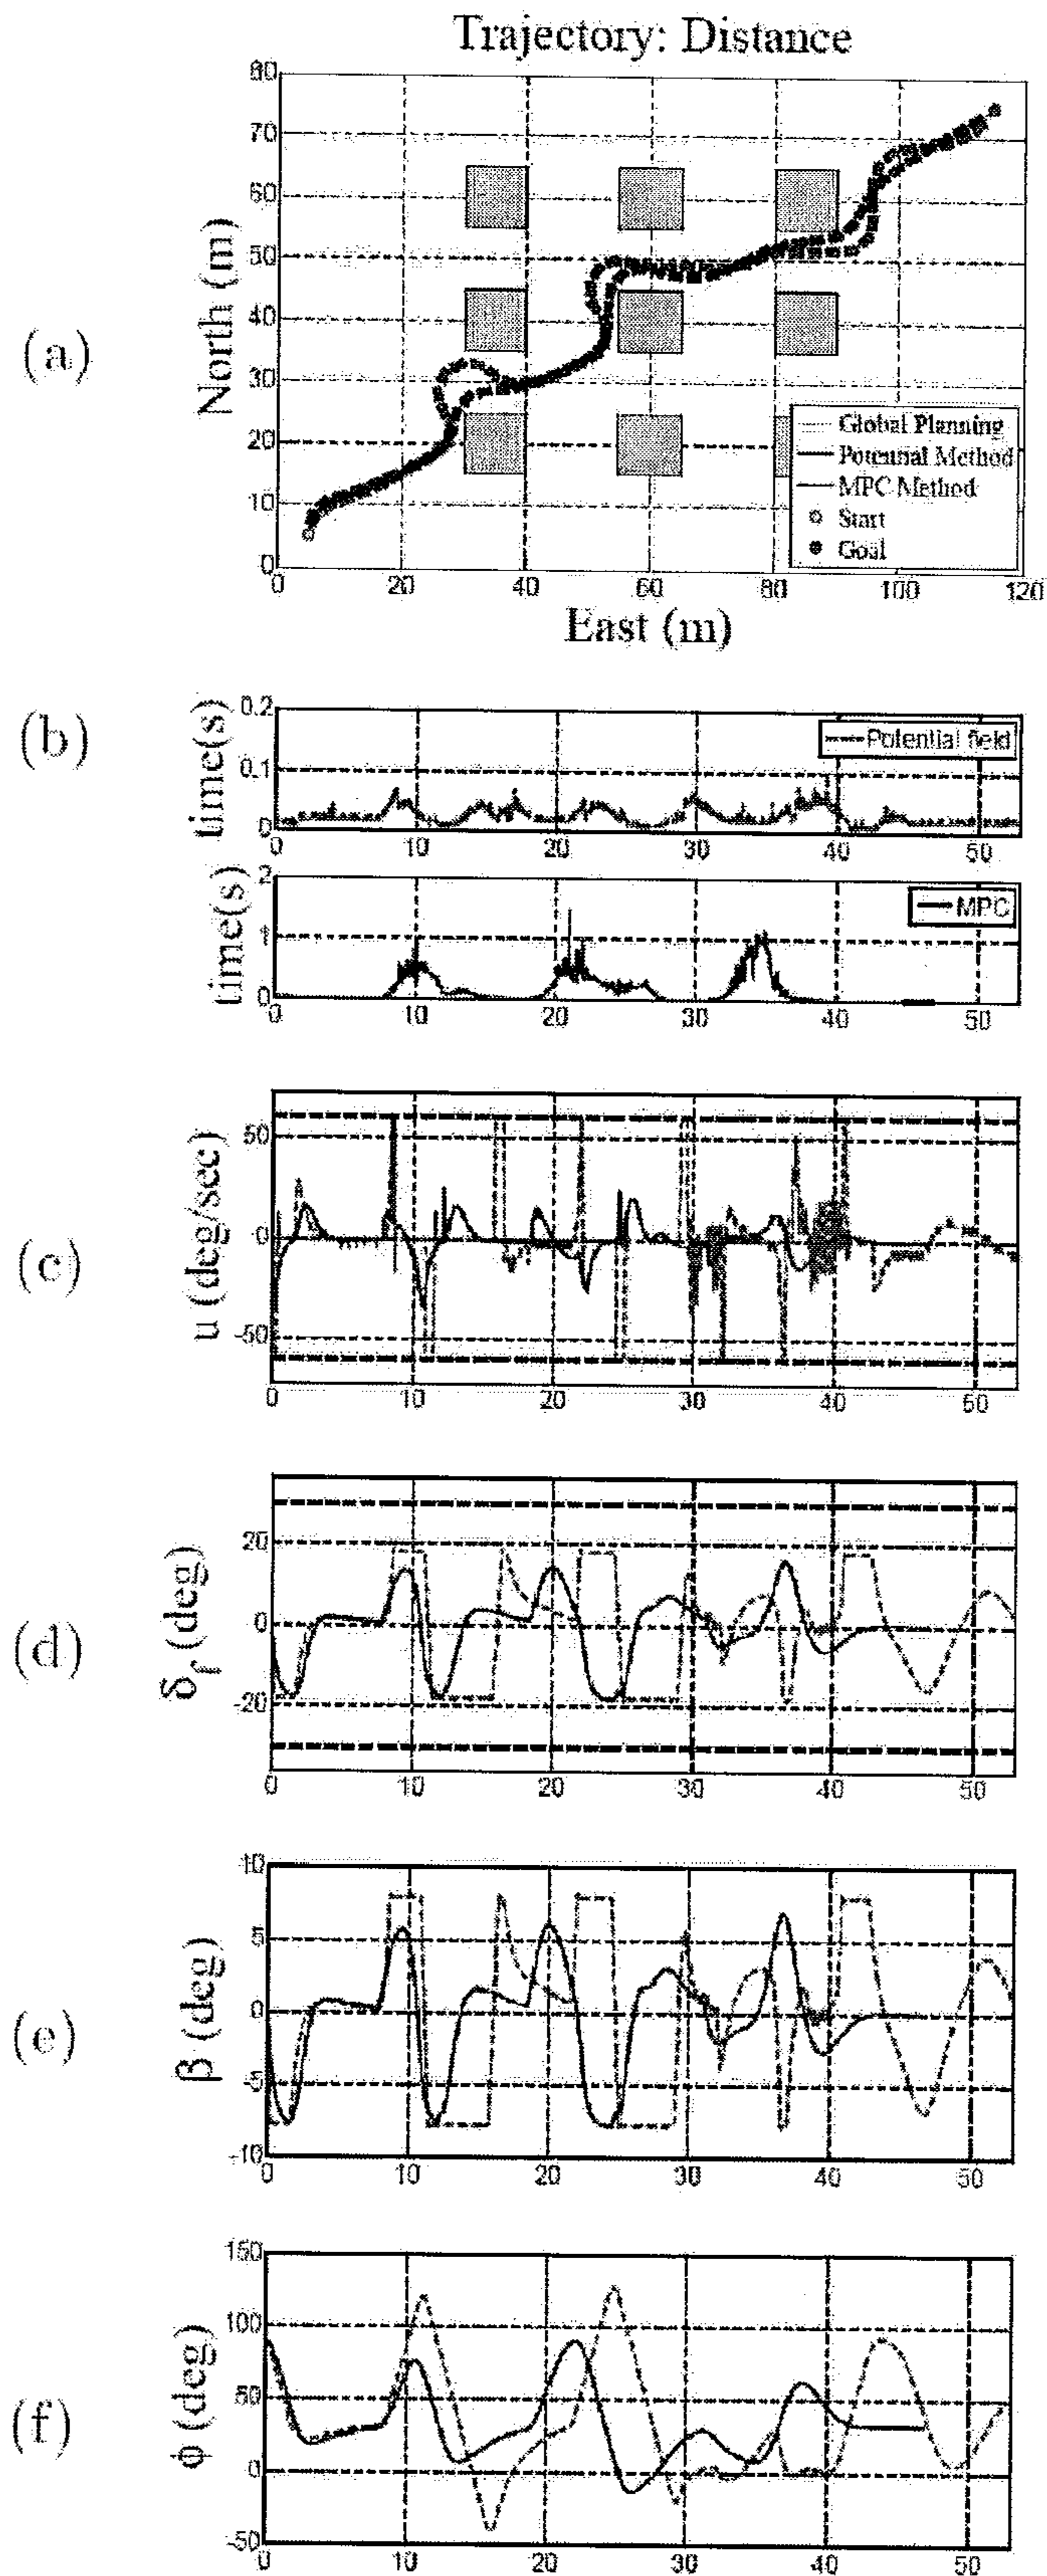 Trajectory: Distance
(a)
North (m)
80
70
60
50
40
30
20
10
0
0 20 40 60 80 100 120
East (m)
Global Planning
Potential Method
MPC Method
Start
Goal
(b)
time(s)
0.2
0.1
0
Potential field
0 10 20 30 40 50
time(s)
2
1
0
MPC
0 10 20 30 40 50
(c)
u (deg/sec)
50
0
-50
0 10 20 30 40 50
(d)
δf (deg)
20
0
-20
0 10 20 30 40 50
(e)
β (deg)
10
5
0
-5
-10
0 10 20 30 40 50
(f)
ϕ (deg)
150
100
50
0
-50
0 10 20 30 40 50